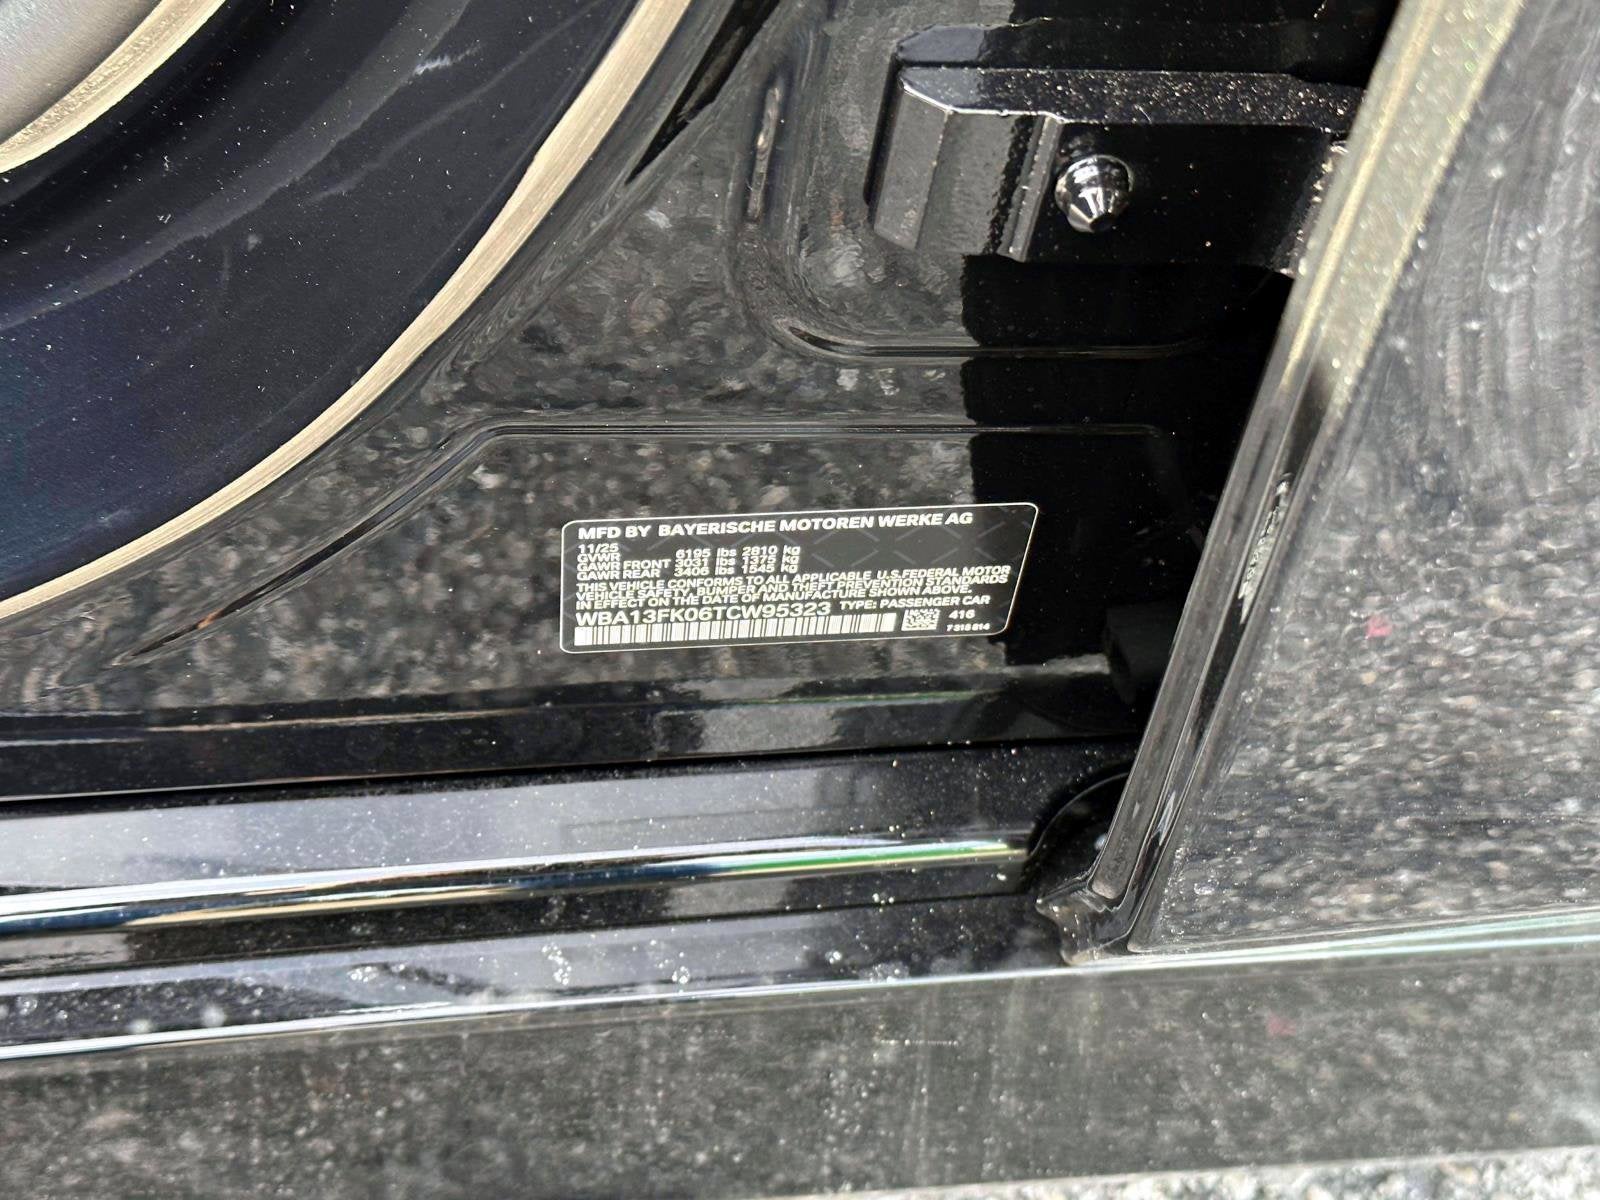 MFD BY BAYERISCHE MOTOREN WERKE AG
11/25
GVWR 6195 lbs 2810 kg
GAWR FRONT 3031 lbs 1375 kg
GAWR REAR 3406 lbs 1545 kg
THIS VEHICLE CONFORMS TO ALL APPLICABLE U.S.FEDERAL MOTOR
VEHICLE SAFETY, BUMPER AND THEFT PREVENTION STANDARDS
IN EFFECT ON THE DATE OF MANUFACTURE SHOWN ABOVE.
WBA13FK06TCW95323 TYPE: PASSENGER CAR
416